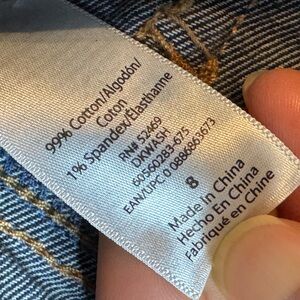 99% Cotton/Algodón/
Coton
1% Spandex/Elasthanne
RN# 52469
DKWASH
60560283-675
EAN/UPC 0 0886863673
8
Made in China
Hecho En China
Fabriqué en Chine